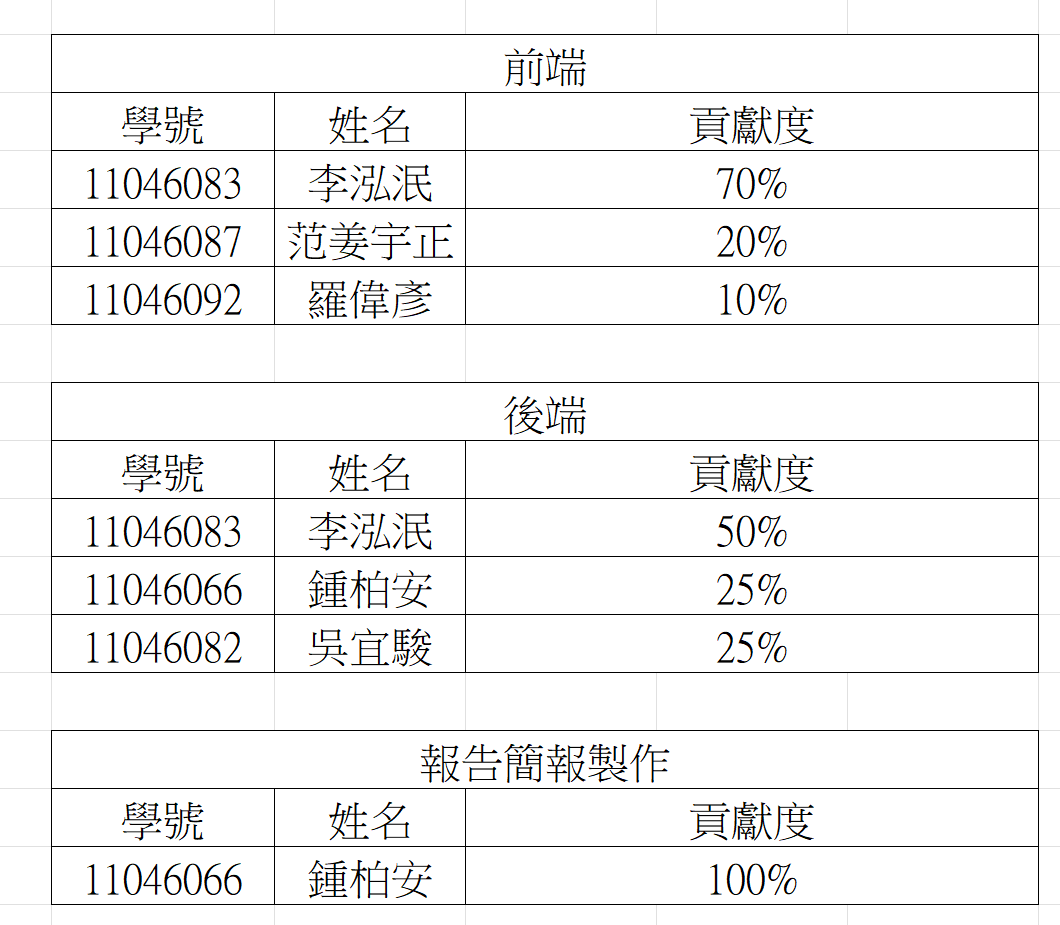 前端
學號 姓名 貢獻度
11046083 李泓泯 70%
11046087 范姜宇正 20%
11046092 羅偉彥 10%
後端
學號 姓名 貢獻度
11046083 李泓泯 50%
11046066 鍾柏安 25%
11046082 吳宜駿 25%
報告簡報製作
學號 姓名 貢獻度
11046066 鍾柏安 100%